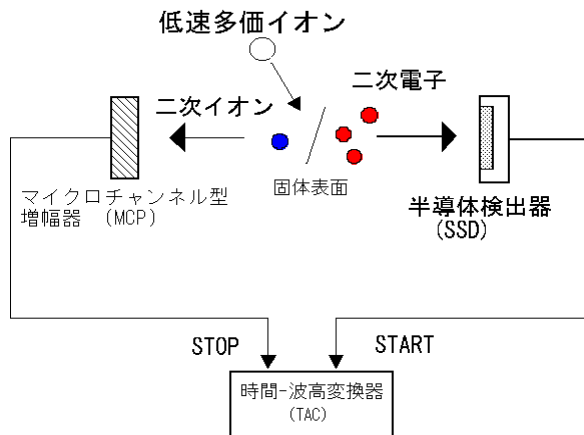 低速多価イオン
二次電子
二次イオン
固体表面
マイクロチャンネル型
増幅器 (MCP)
半導体検出器
(SSD)
STOP
START
時間-波高変換器
(TAC)